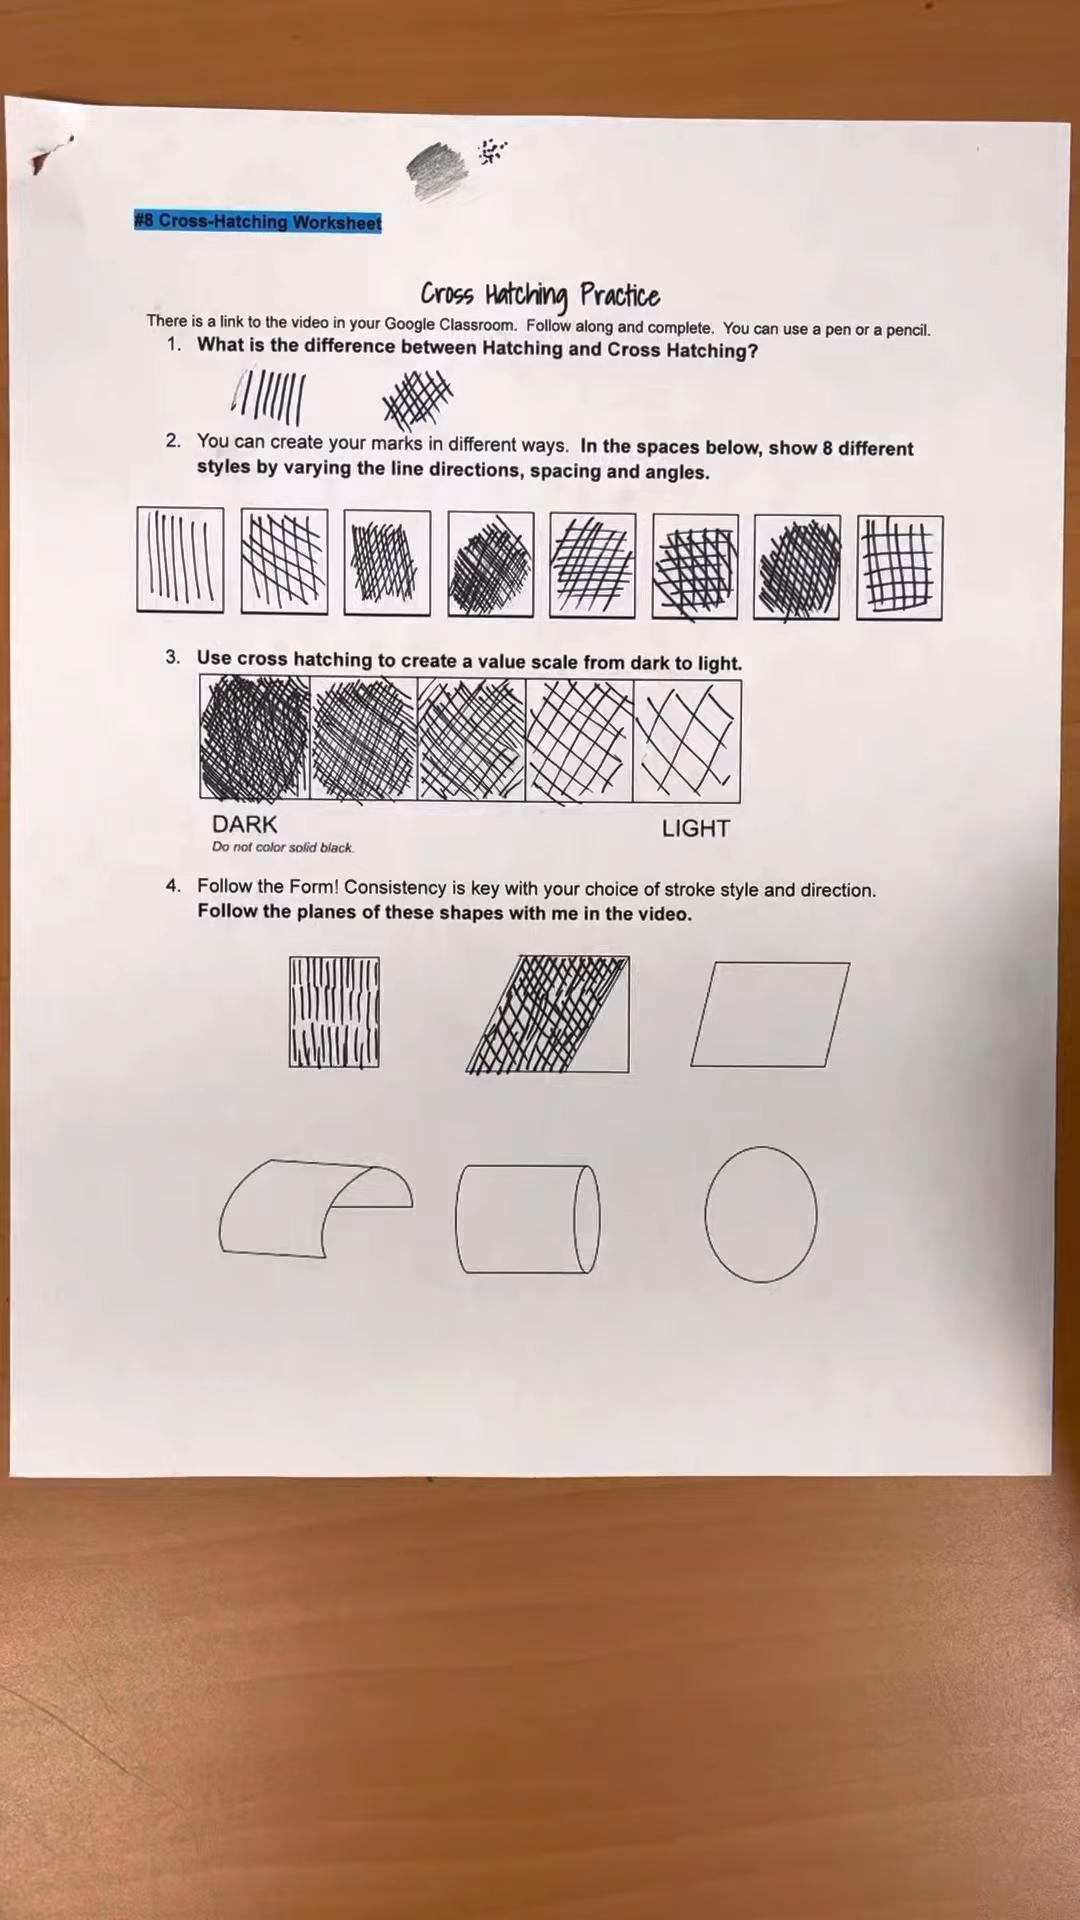 #8 Cross-Hatching Worksheet
Cross Hatching Practice
There is a link to the video in your Google Classroom. Follow along and complete. You can use a pen or a pencil.
1. What is the difference between Hatching and Cross Hatching?
2. You can create your marks in different ways. In the spaces below, show 8 different
styles by varying the line directions, spacing and angles.
3. Use cross hatching to create a value scale from dark to light.
DARK
LIGHT
Do not color solid black.
4. Follow the Form! Consistency is key with your choice of stroke style and direction.
Follow the planes of these shapes with me in the video.